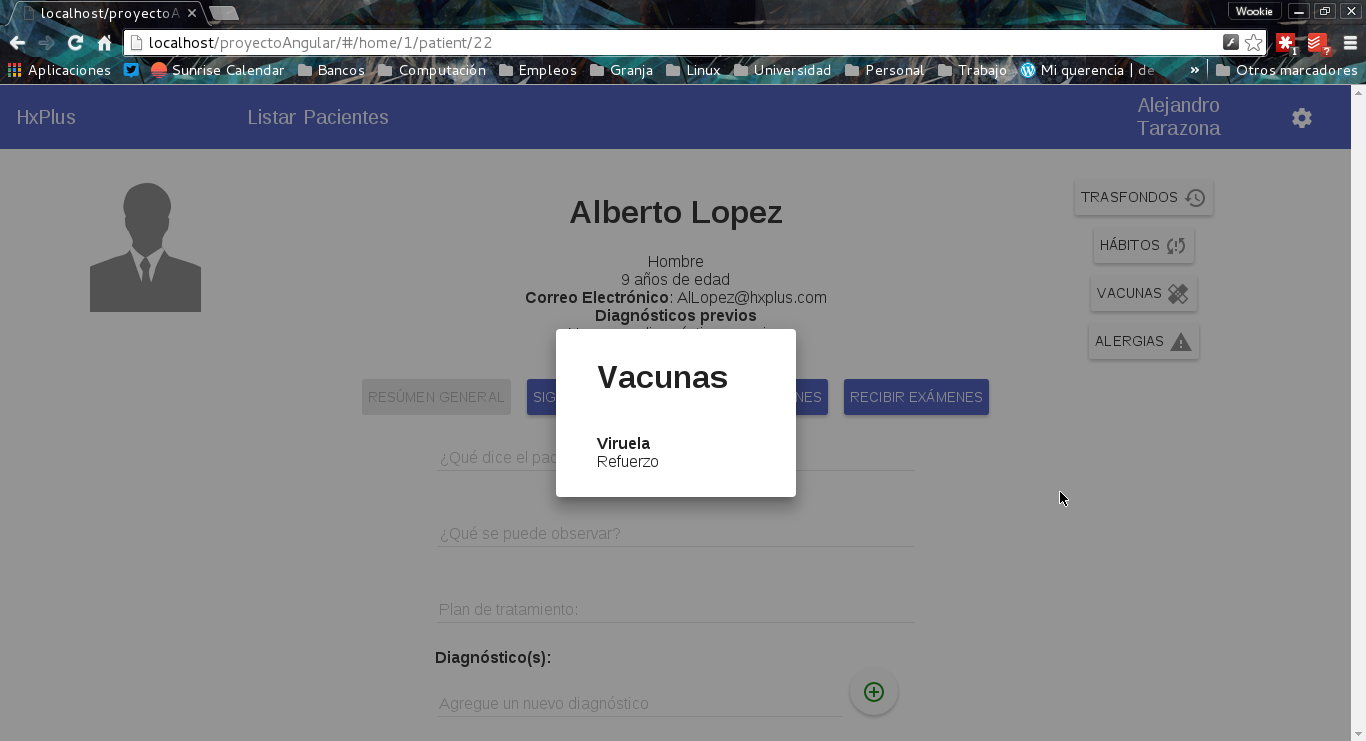 localhost/proyectoA
Wookie
localhost/proyectoAngular/#/home/1/patient/22
1
?
Aplicaciones
Sunrise Calendar
Bancos
Computación
Empleos
Granja
Linux
Universidad
Personal
Trabajo
Mi querencia | de
»
Otros marcadores
HxPlus
Listar Pacientes
Alejandro
Tarazona
Alberto Lopez
Hombre
9 años de edad
Correo Electrónico: AlLopez@hxplus.com
Diagnósticos previos
TRASFONDOS
HÁBITOS
VACUNAS
ALERGIAS
RESÚMEN GENERAL
SIG
NES
RECIBIR EXÁMENES
Vacunas
Viruela
Refuerzo
¿Qué dice el pac
¿Qué se puede observar?
Plan de tratamiento:
Diagnóstico(s):
Agregue un nuevo diagnóstico